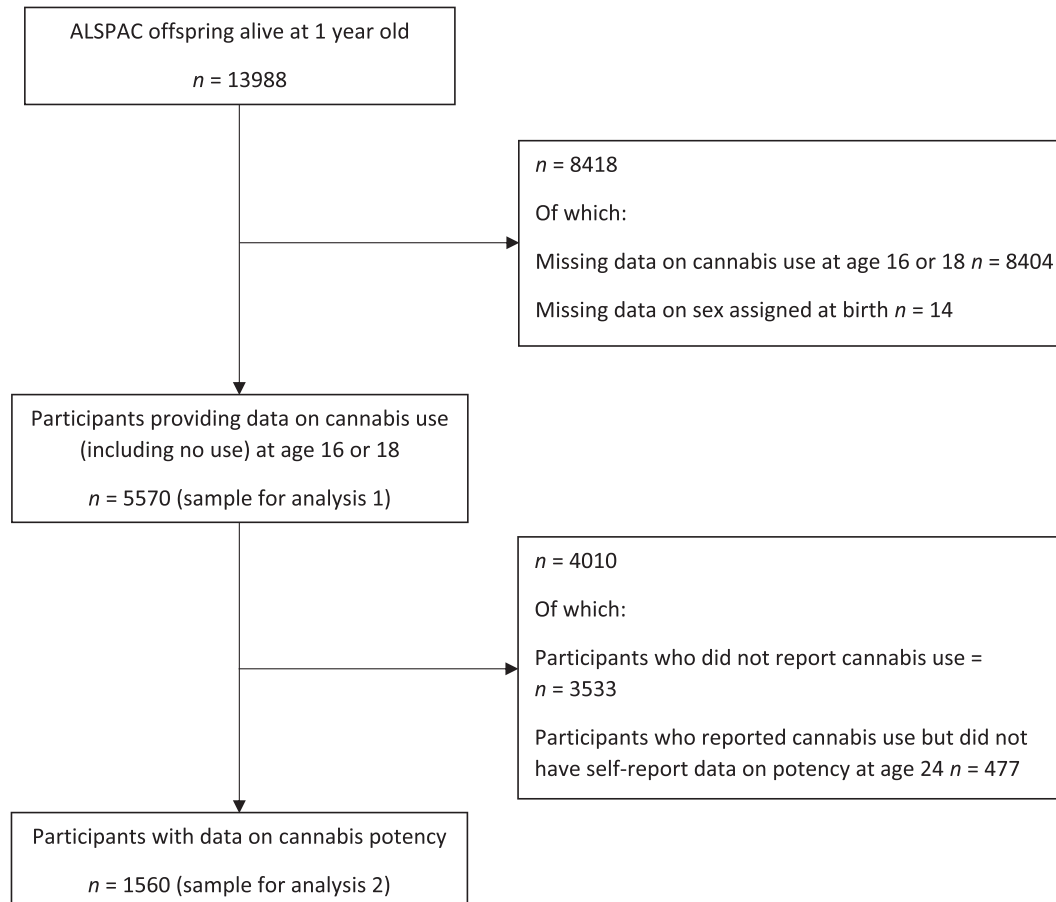 ALSPAC offspring alive at 1 year old
n = 13988
n = 8418
Of which:
Missing data on cannabis use at age 16 or 18 n = 8404
Missing data on sex assigned at birth n = 14
Participants providing data on cannabis use
(including no use) at age 16 or 18
n = 5570 (sample for analysis 1)
n = 4010
Of which:
Participants who did not report cannabis use =
n = 3533
Participants who reported cannabis use but did not
have self-report data on potency at age 24 n = 477
Participants with data on cannabis potency
n = 1560 (sample for analysis 2)